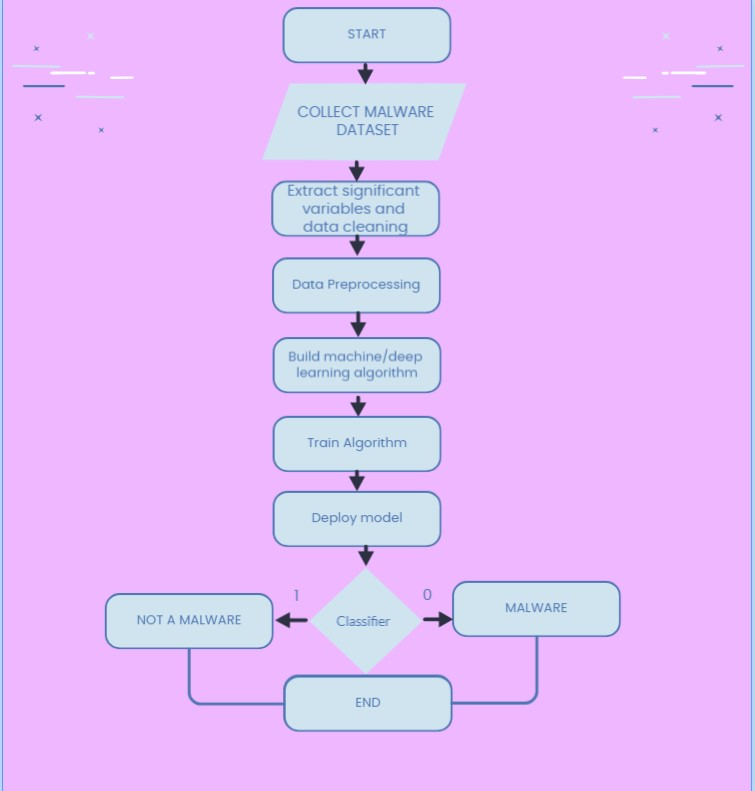 START
COLLECT MALWARE
DATASET
Extract significant
variables and
data cleaning
Data Preprocessing
Build machine/deep
learning algorithm
Train Algorithm
Deploy model
1
0
NOT A MALWARE
Classifier
MALWARE
END